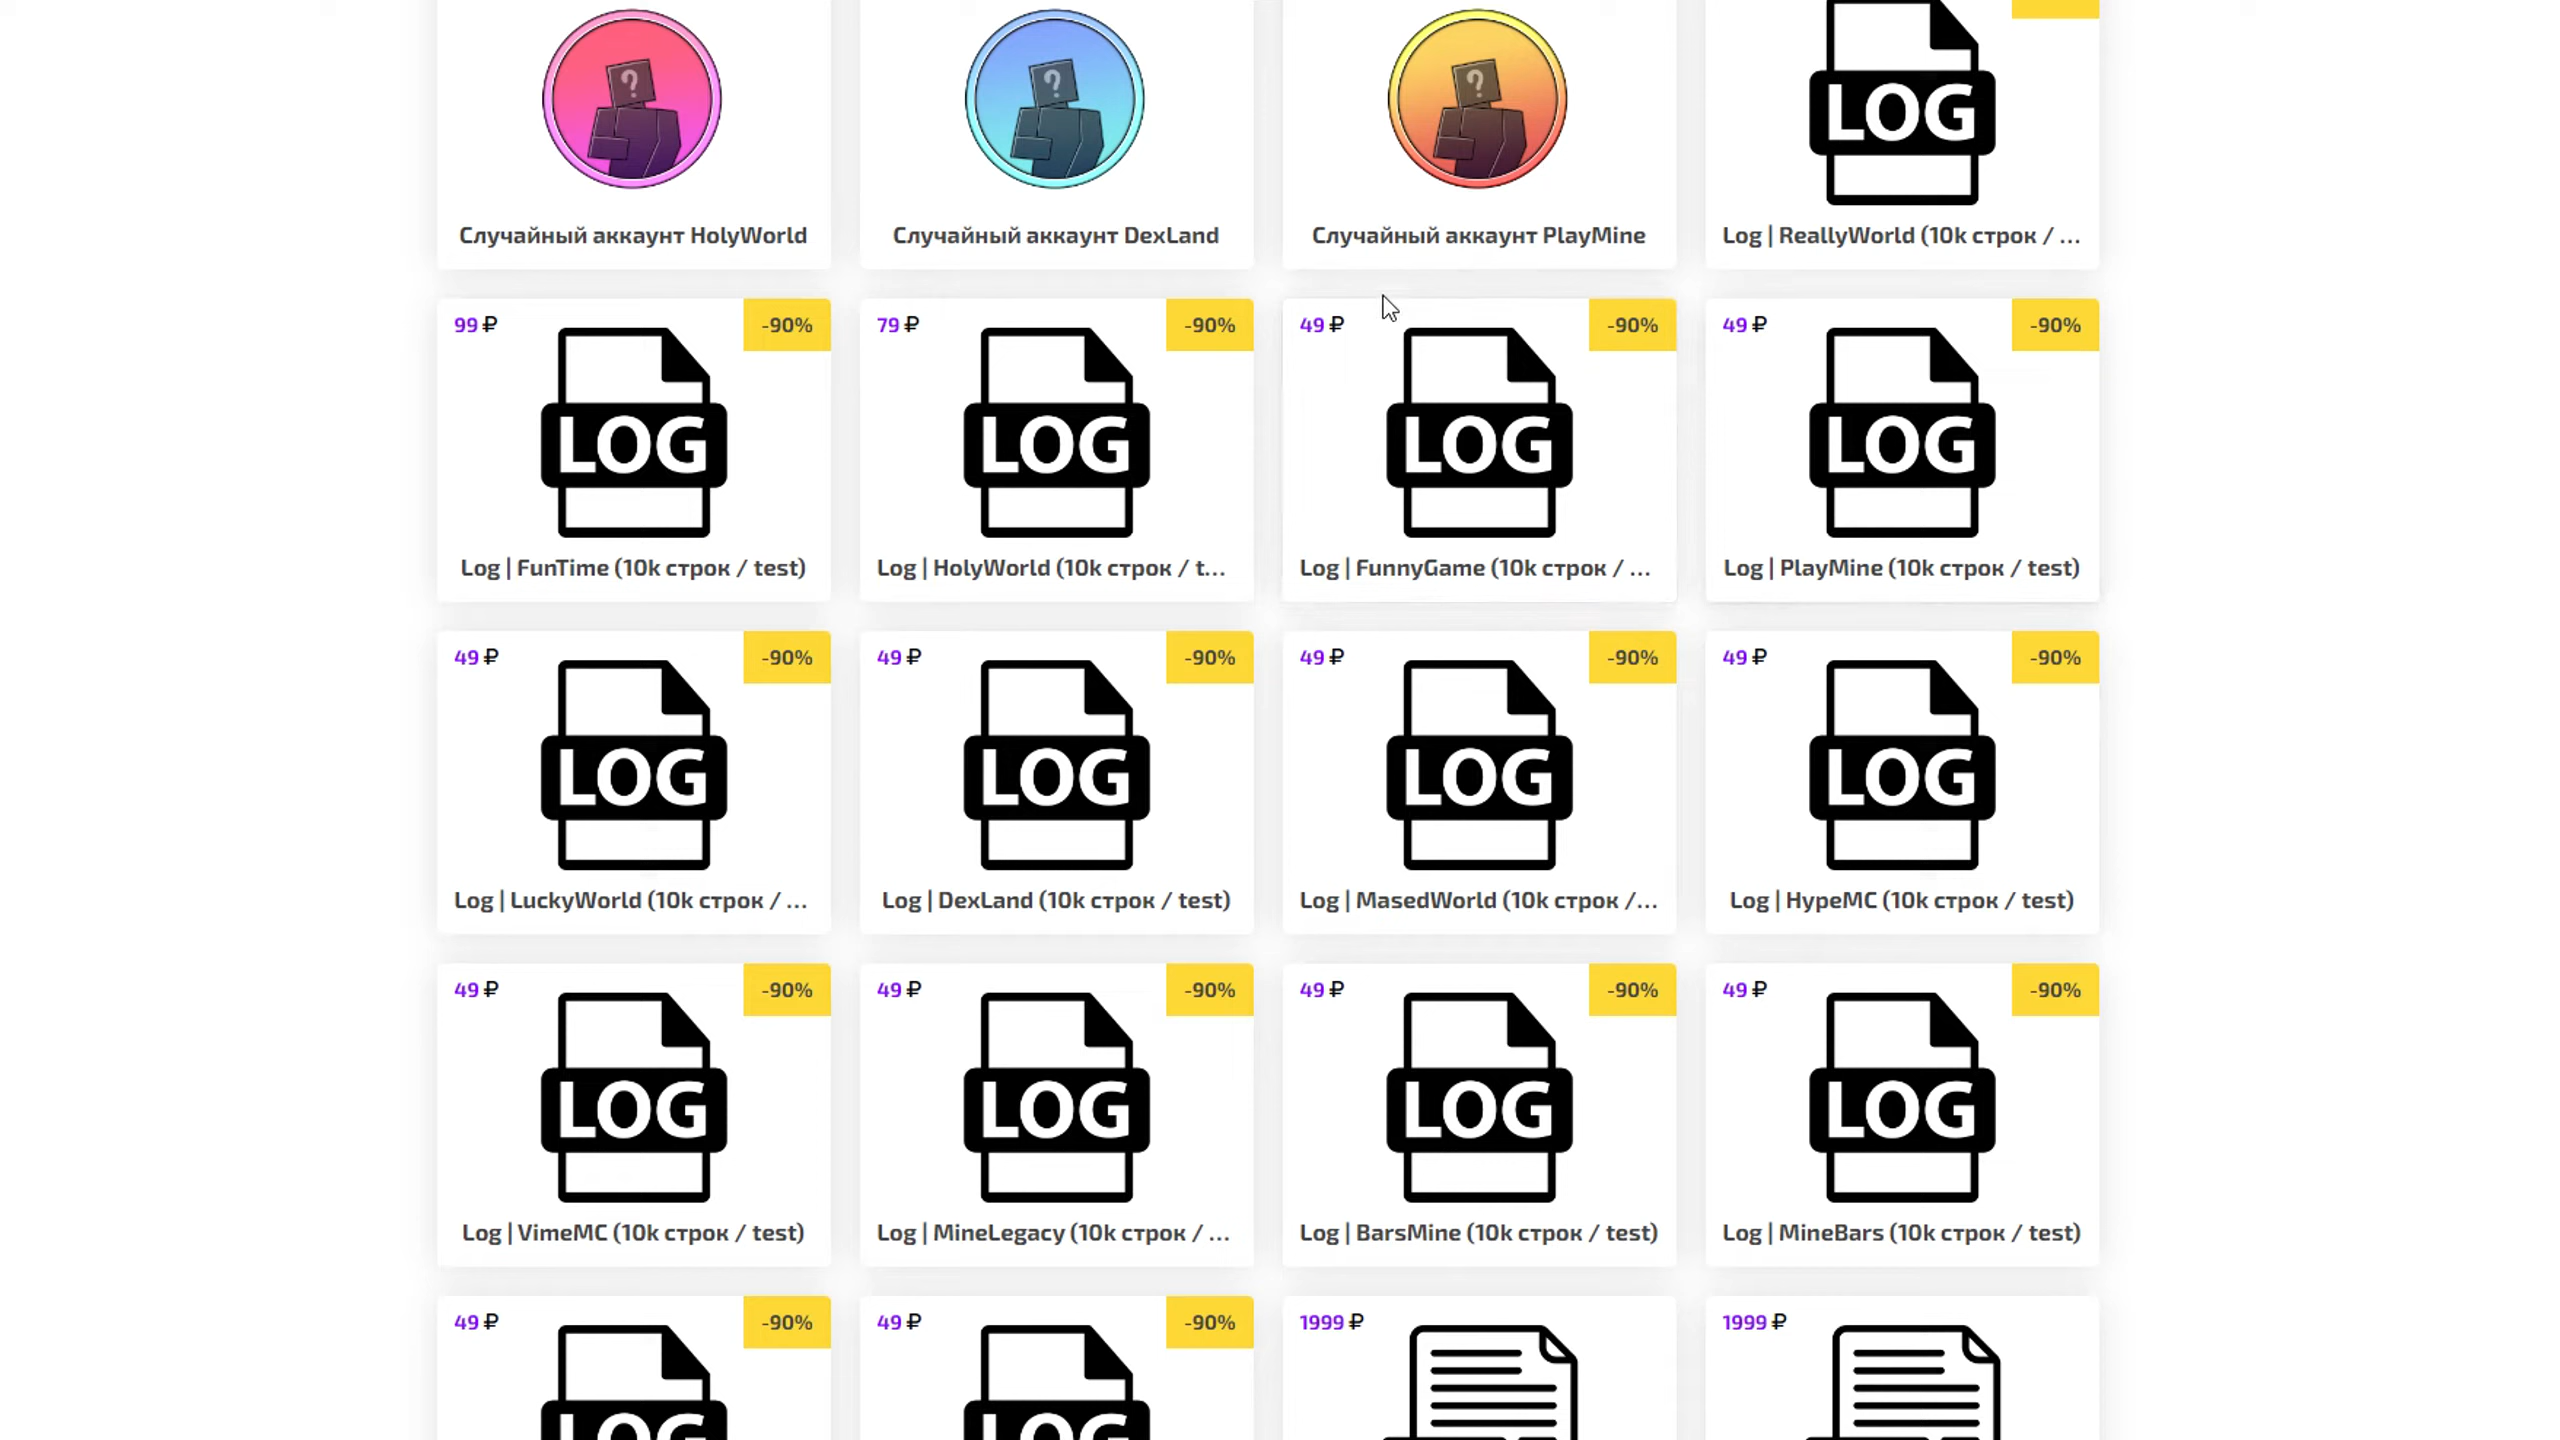 ?
?
?
LOG
Случайный аккаунт HolyWorld
Случайный аккаунт DexLand
Случайный аккаунт PlayMine
Log | ReallyWorld (10k строк / ...
99 ₽
-90%
79 ₽
-90%
49 ₽
-90%
49 ₽
-90%
LOG
LOG
LOG
LOG
Log | FunTime (10k строк / test)
Log | HolyWorld (10k строк / t...
Log | FunnyGame (10k строк / ...
Log | PlayMine (10k строк / test)
49 ₽
-90%
49 ₽
-90%
49 ₽
-90%
49 ₽
-90%
LOG
LOG
LOG
LOG
Log | LuckyWorld (10k строк / ...
Log | DexLand (10k строк / test)
Log | MasedWorld (10k строк /...
Log | HypeMC (10k строк / test)
49 ₽
-90%
49 ₽
-90%
49 ₽
-90%
49 ₽
-90%
LOG
LOG
LOG
LOG
Log | VimeMC (10k строк / test)
Log | MineLegacy (10k строк / ...
Log | BarsMine (10k строк / test)
Log | MineBars (10k строк / test)
49 ₽
-90%
49 ₽
-90%
1999 ₽
1999 ₽
LOG
LOG